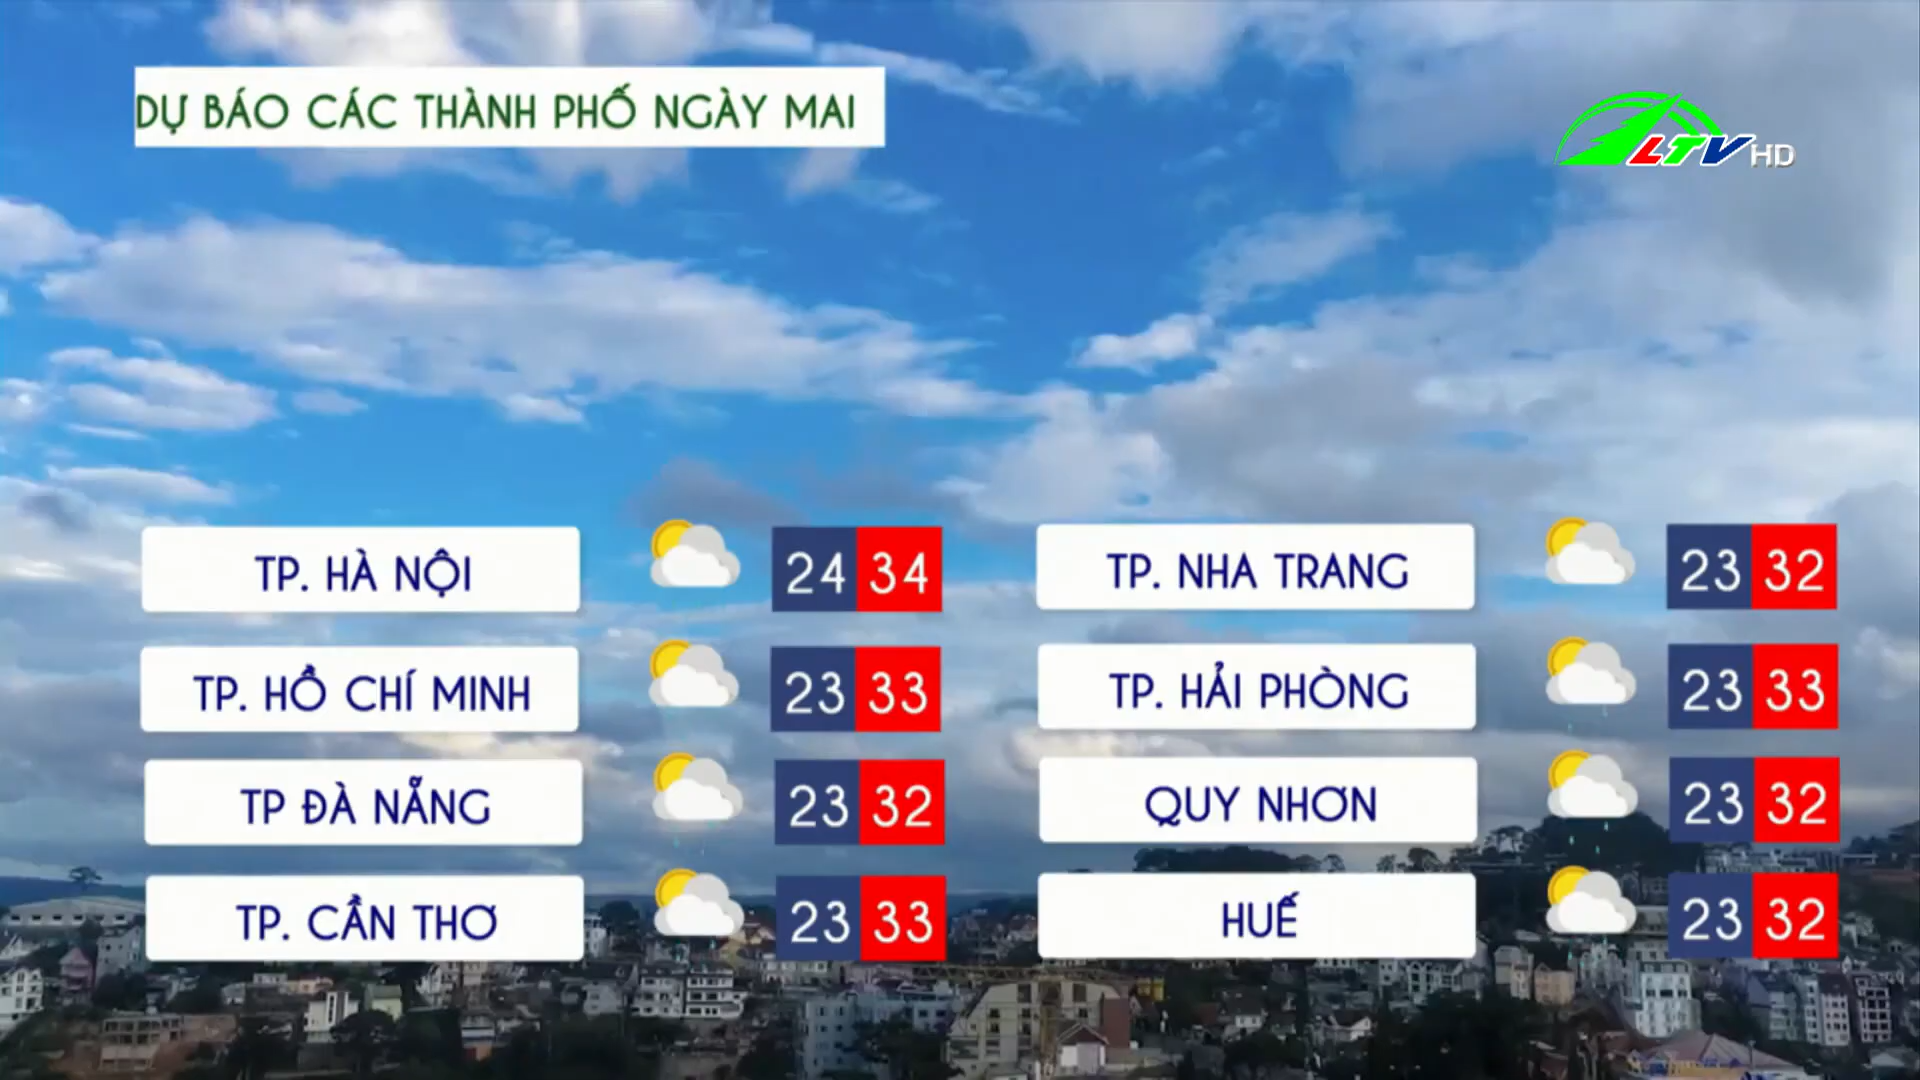 DỰ BÁO CÁC THÀNH PHỐ NGÀY MAI
LTV HD
TP. HÀ NỘI 24 34
TP. HỒ CHÍ MINH 23 33
TP ĐÀ NẴNG 23 32
TP. CẦN THƠ 23 33
TP. NHA TRANG 23 32
TP. HẢI PHÒNG 23 33
QUY NHƠN 23 32
HUẾ 23 32